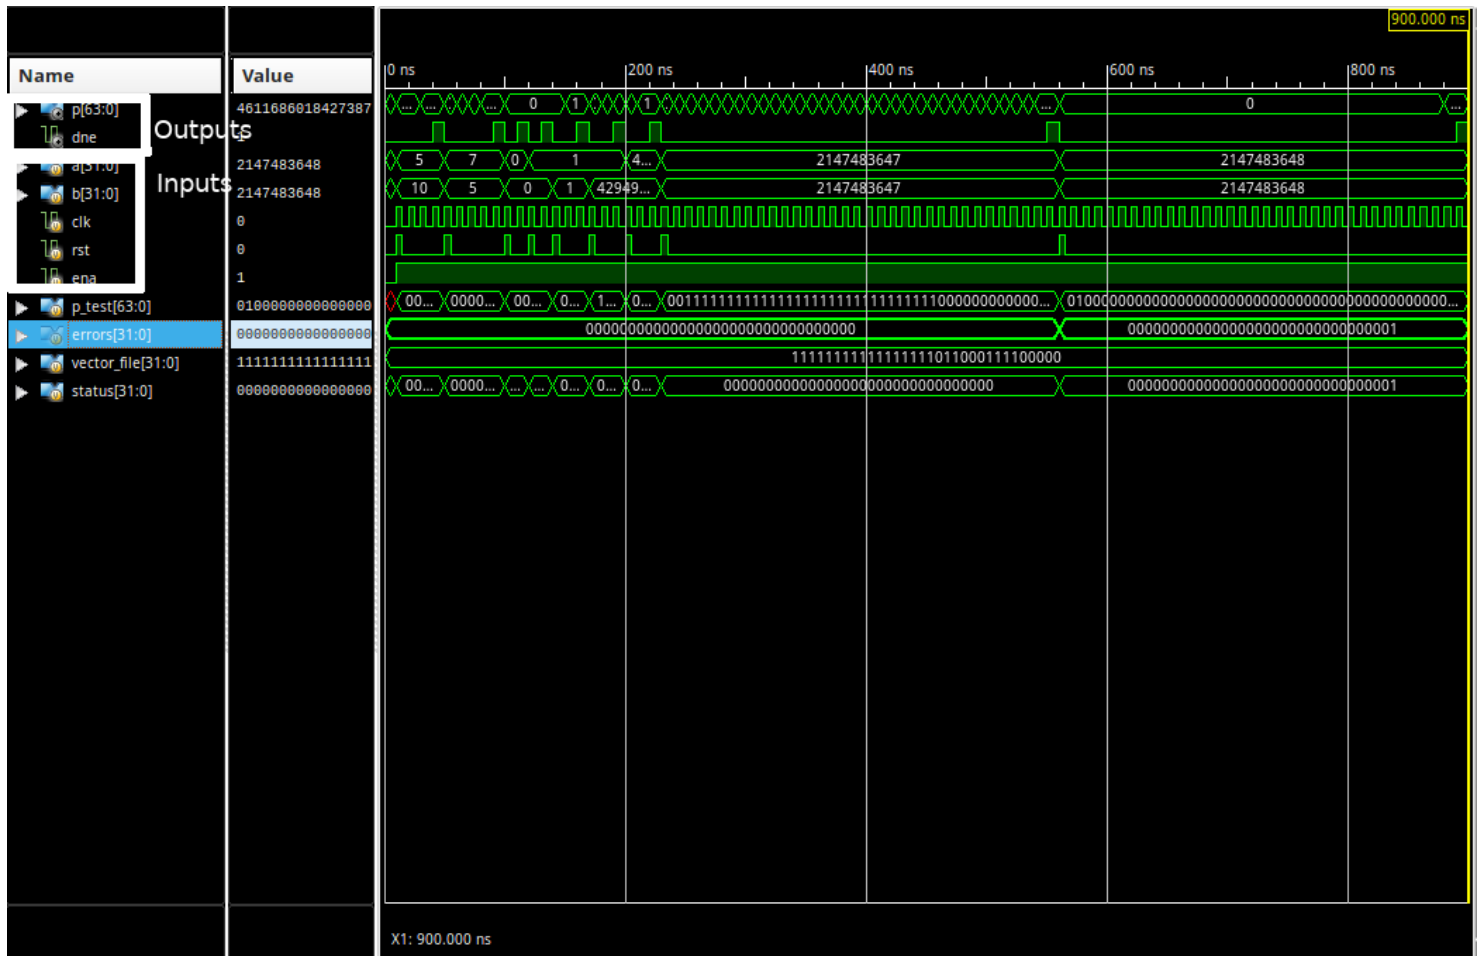 900.000 ns
Name Value
0 ns 200 ns 400 ns 600 ns 800 ns
p[63:0] 4611686018427387 ... ... ... 0 1 1 ... 0 ...
dne 1
Outputs
a[31:0] 2147483648 5 7 0 1 4... 2147483647 2147483648
Inputs
b[31:0] 2147483648 10 5 0 1 42949... 2147483647 2147483648
clk 0
rst 0
ena 1
p_test[63:0] 0100000000000000 00... 0000... 00... 0... 1... 0...
errors[31:0] 0000000000000000 00000000000000000000000000000000 00000000000000000000000000000001
vector_file[31:0] 1111111111111111 11111111111111111011000111100000
status[31:0] 0000000000000000 00... 0000... ... ... 0... 0... 0... 00000000000000000000000000000000 00000000000000000000000000000001
X1: 900.000 ns